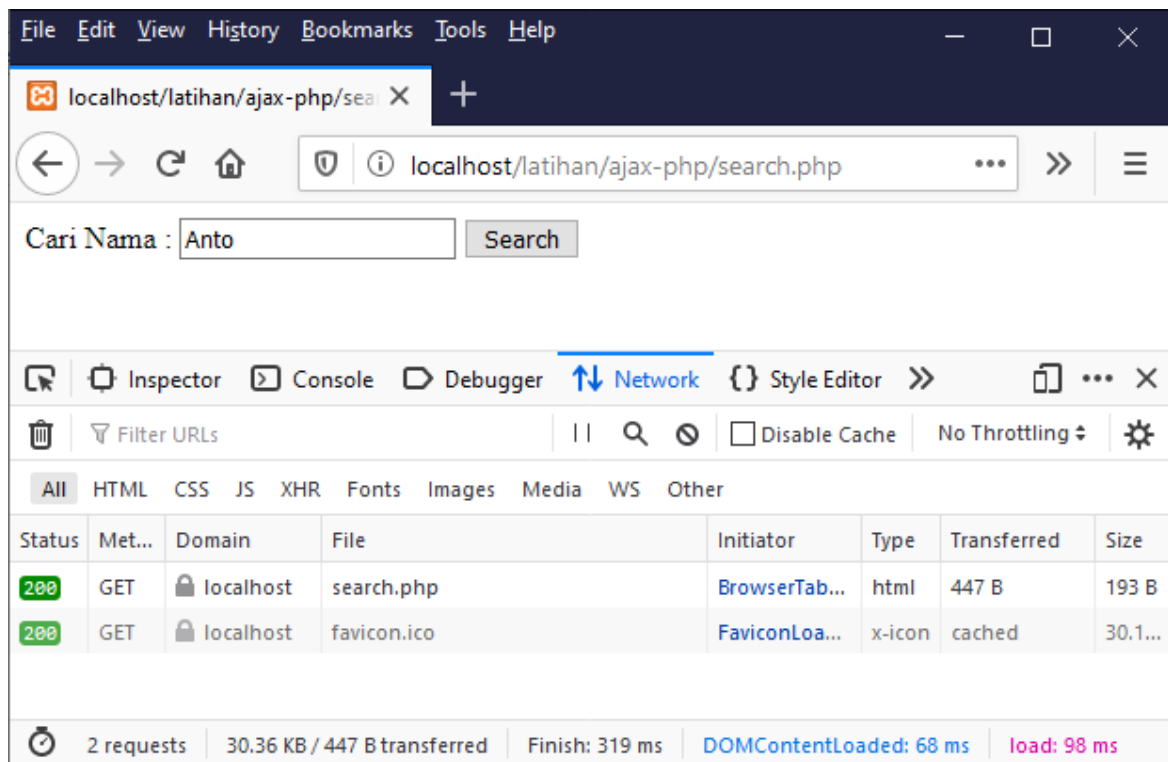 File Edit View History Bookmarks Tools Help
localhost/latihan/ajax-php/sea
localhost/latihan/ajax-php/search.php
Cari Nama : Anto Search
Inspector Console Debugger Network {} Style Editor
Filter URLs Disable Cache No Throttling
All HTML CSS JS XHR Fonts Images Media WS Other
Status Met... Domain File Initiator Type Transferred Size
200 GET localhost search.php BrowserTab... html 447 B 193 B
200 GET localhost favicon.ico FaviconLoa... x-icon cached 30.1...
2 requests 30.36 KB / 447 B transferred Finish: 319 ms DOMContentLoaded: 68 ms load: 98 ms